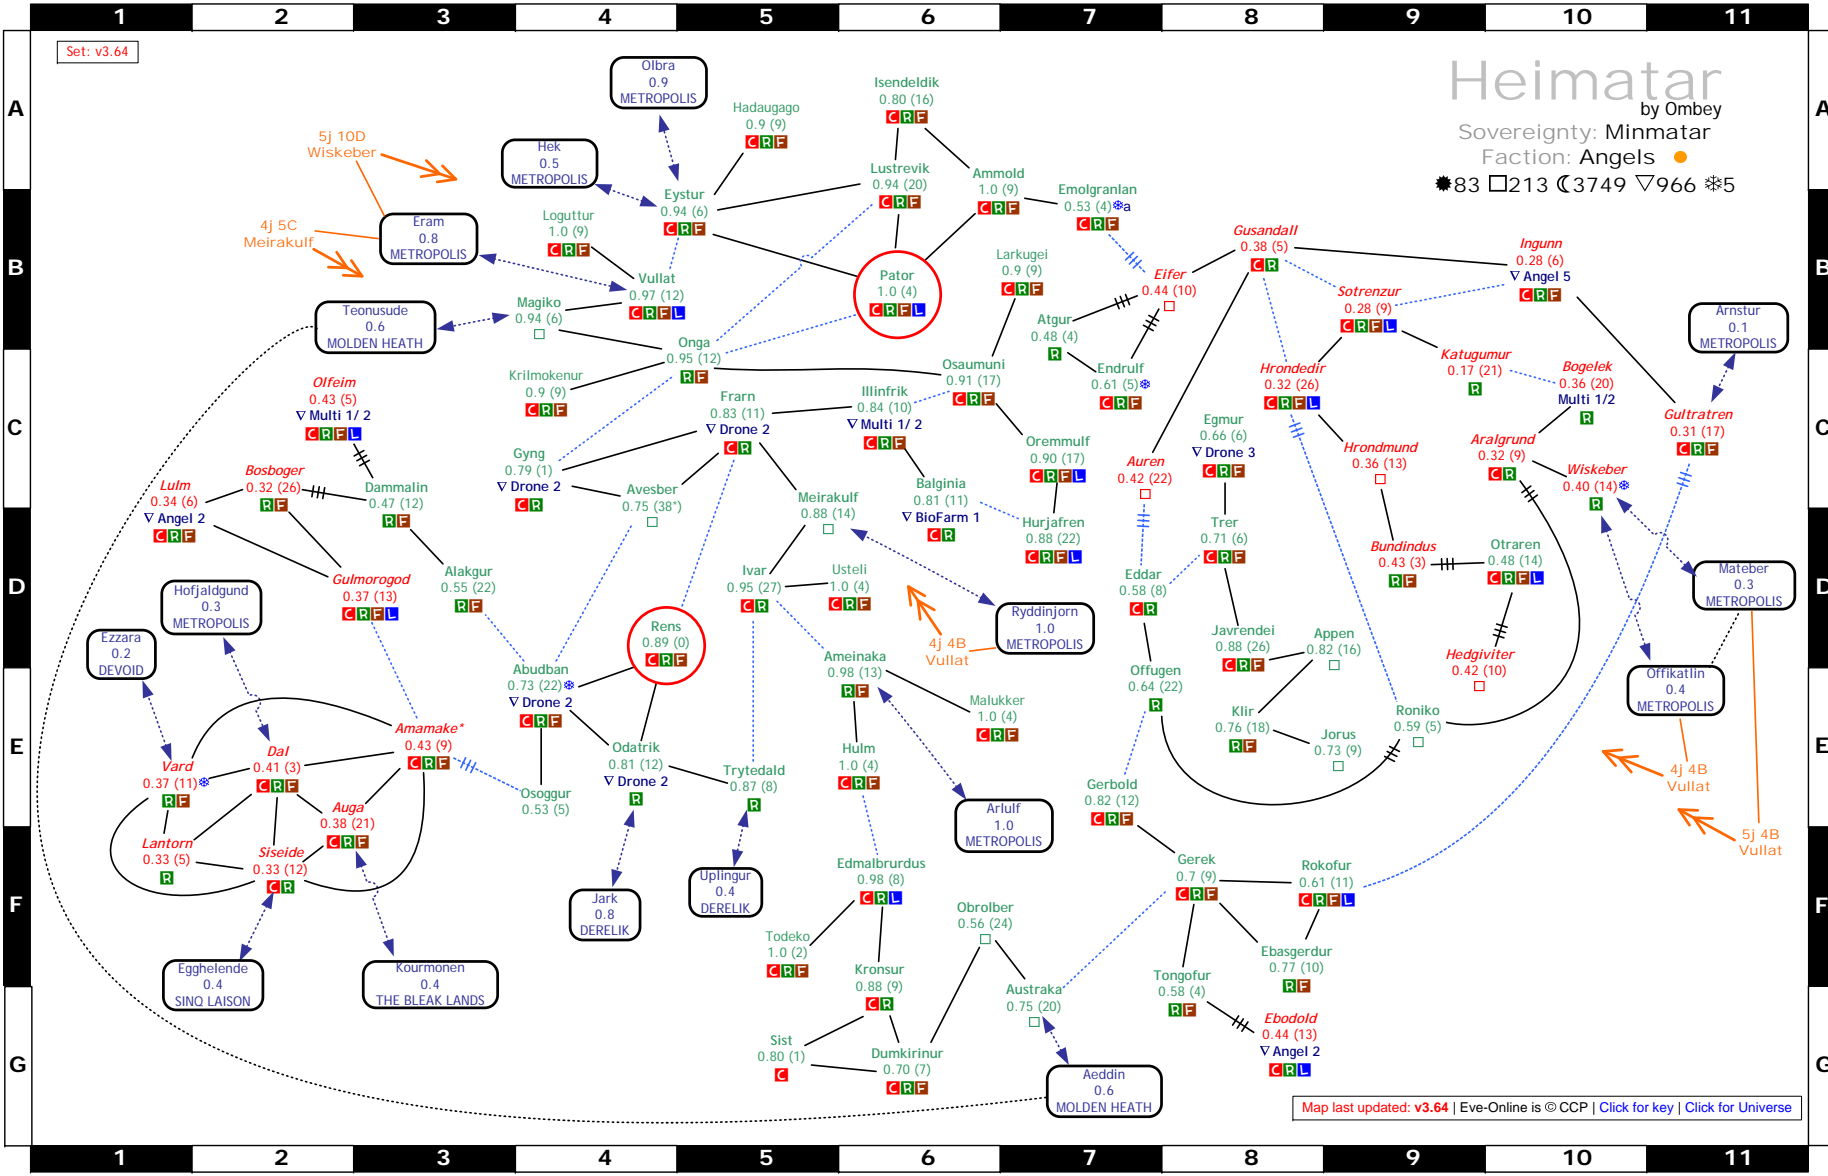 1 2 3 4 5 6 7 8 9 10 11
Set: v3.64
Heimatar
by Ombey
Sovereignty: Minmatar
Faction: Angels
83 213 3749 966 5
A
A
Olbra
0.9
METROPOLIS
Hadaugago
0.9 (9)
C R F
Isendeldik
0.80 (16)
C R F
5j 10D
Wiskeber
Hek
0.5
METROPOLIS
Lustrevik
0.94 (20)
C R F
Ammold
1.0 (9)
C R F
Emolgranlan
0.53 (4) a
C R F
Eystur
0.94 (6)
C R F
B
B
4j 5C
Meirakulf
Eram
0.8
METROPOLIS
Loguttur
1.0 (9)
C R F
Gusandall
0.38 (5)
C R
Ingunn
0.28 (6)
▽ Angel 5
C R F
Vullat
0.97 (12)
C R F L
Pator
1.0 (4)
C R F L
Larkugei
0.9 (9)
C R F
Eifer
0.44 (10)
Sotrenzur
0.28 (9)
C R F L
Teonusude
0.6
MOLDEN HEATH
Magiko
0.94 (6)
Atgur
0.48 (4)
R
Arnstur
0.1
METROPOLIS
Onga
0.95 (12)
R F
C
C
Olfeim
0.43 (5)
▽ Multi 1/ 2
C R F L
Krilmokenur
0.9 (9)
C R F
Osaumuni
0.91 (17)
C R F
Endrulf
0.61 (5)
C R F
Hrondedir
0.32 (26)
C R F L
Katugumur
0.17 (21)
R
Bogelek
0.36 (20)
Multi 1/2
R
Frarn
0.83 (11)
▽ Drone 2
C R
Illinfrik
0.84 (10)
▽ Multi 1/ 2
C R F
Egmur
0.66 (6)
▽ Drone 3
C R F
Gultratren
0.31 (17)
C R F
Gyng
0.79 (1)
▽ Drone 2
C R
Oremmulf
0.90 (17)
C R F L
Auren
0.42 (22)
Hrondmund
0.36 (13)
Aralgrund
0.32 (9)
C R
Wiskeber
0.40 (14)
R
Lulm
0.34 (6)
▽ Angel 2
C R F
Bosboger
0.32 (26)
R F
Dammalin
0.47 (12)
R F
Avesber
0.75 (38*)
Meirakulf
0.88 (14)
Balginia
0.81 (11)
▽ BioFarm 1
C R
D
D
Hurjafren
0.88 (22)
C R F L
Trer
0.71 (6)
C R F
Bundindus
0.43 (3)
R F
Otraren
0.48 (14)
C R F L
Hofjaldgund
0.3
METROPOLIS
Gulmorogod
0.37 (13)
C R F L
Alakgur
0.55 (22)
R F
Ivar
0.95 (27)
C R
Usteli
1.0 (4)
C R F
Eddar
0.58 (8)
C R
Mateber
0.3
METROPOLIS
Ezzara
0.2
DEVOID
Rens
0.89 (0)
C R F
4j 4B
Vullat
Ryddinjorn
1.0
METROPOLIS
Javrendei
0.88 (26)
C R F
Appen
0.82 (16)
Hedgiviter
0.42 (10)
E
E
Abudban
0.73 (22)
▽ Drone 2
C R F
Ameinaka
0.98 (13)
R F
Malukker
1.0 (4)
C R F
Offugen
0.64 (22)
R
Offikatlin
0.4
METROPOLIS
Klir
0.76 (18)
R F
Jorus
0.73 (9)
Roniko
0.59 (5)
Vard
0.37 (11)
R F
Dal
0.41 (3)
C R F
Amamake*
0.43 (9)
C R F
Odatrik
0.81 (12)
▽ Drone 2
R
Hulm
1.0 (4)
C R F
Trytedald
0.87 (8)
R
Osoggur
0.53 (5)
Gerbold
0.82 (12)
C R F
4j 4B
Vullat
Auga
0.38 (21)
C R F
Arlulf
1.0
METROPOLIS
F
F
Lantorn
0.33 (5)
R
Siseide
0.33 (12)
C R
5j 4B
Vullat
Uplingur
0.4
DERELIK
Edmalbrurdus
0.98 (8)
C R L
Gerek
0.7 (9)
C R F
Rokofur
0.61 (11)
C R F L
Jark
0.8
DERELIK
Obrolber
0.56 (24)
Todeko
1.0 (2)
C R F
Ebasgerdur
0.77 (10)
R F
Egghelende
0.4
SINQ LAISON
Kourmonen
0.4
THE BLEAK LANDS
Kronsur
0.88 (9)
C R
Austraka
0.75 (20)
Tongofur
0.58 (4)
R F
G
G
Ebodold
0.44 (13)
▽ Angel 2
C R L
Sist
0.80 (1)
C
Dumkirinur
0.70 (7)
C R F
Aeddin
0.6
MOLDEN HEATH
Map last updated: v3.64 | Eve-Online is © CCP | Click for key | Click for Universe
1 2 3 4 5 6 7 8 9 10 11